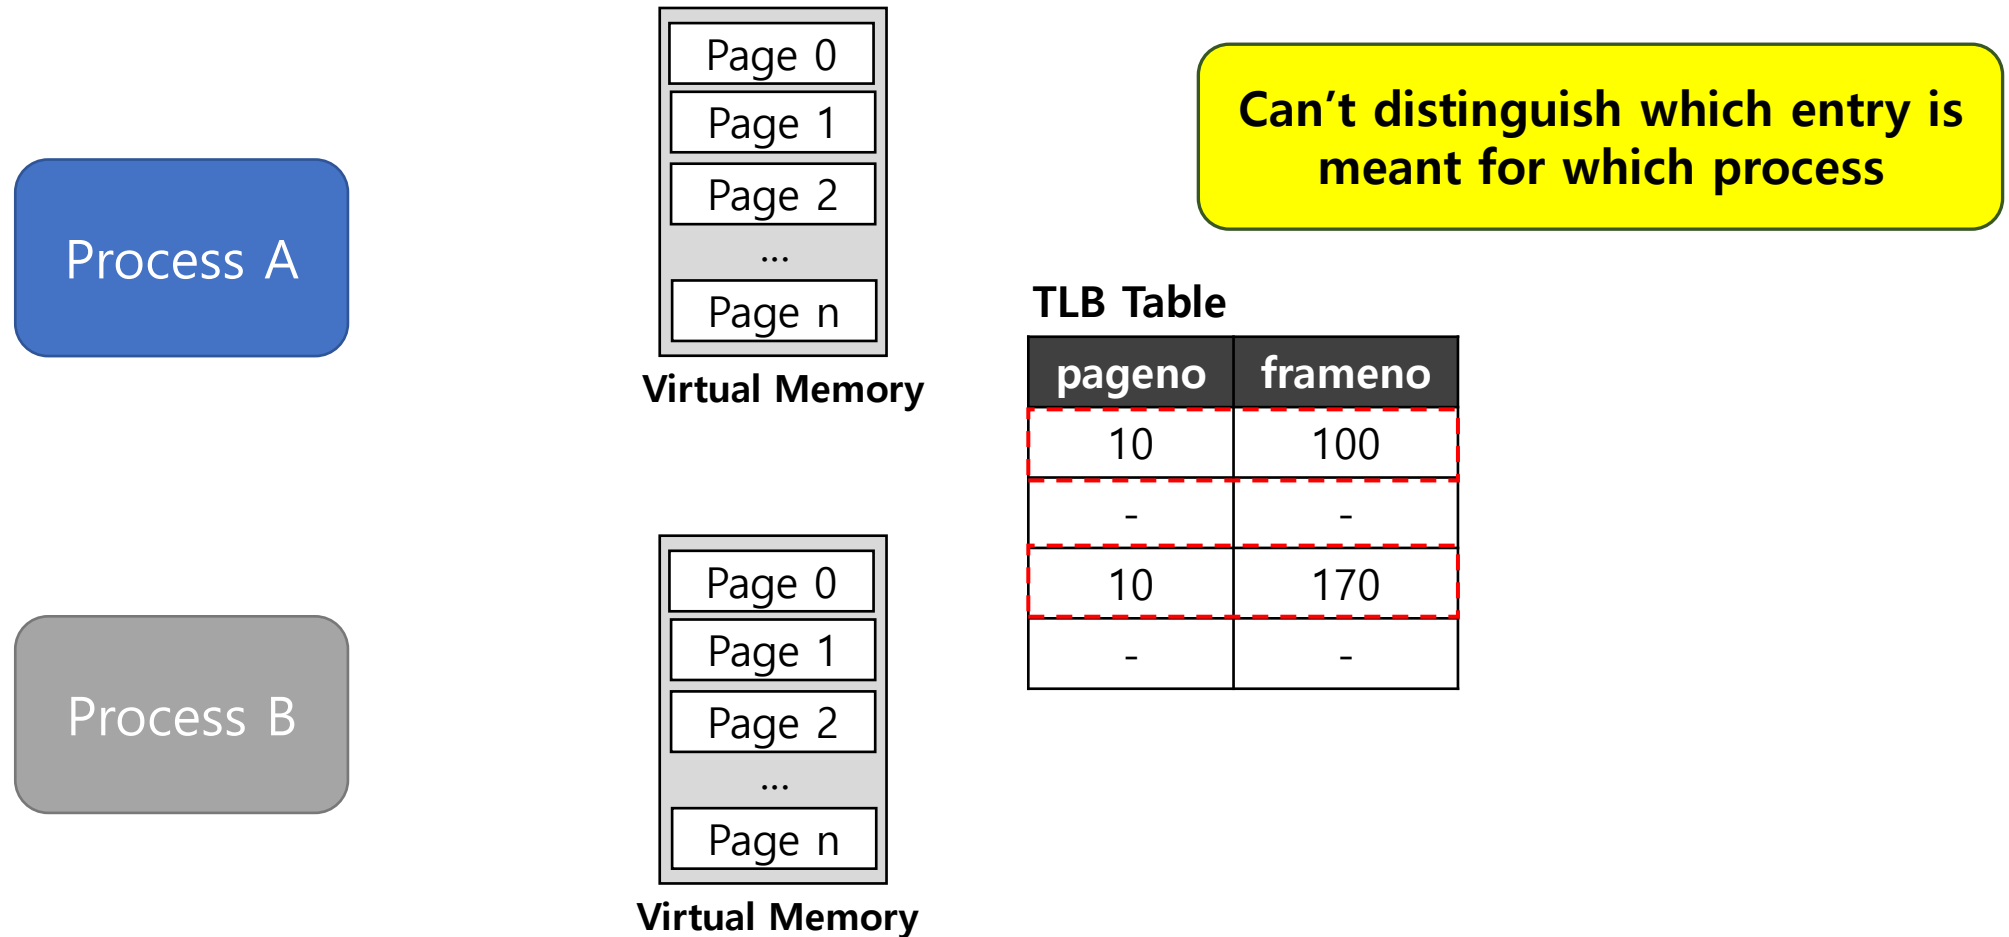 Process A
Page 0
Page 1
Page 2
...
Page n
Virtual Memory
Can’t distinguish which entry is
meant for which process
TLB Table
pageno frameno
10 100
- -
10 170
- -
Process B
Page 0
Page 1
Page 2
...
Page n
Virtual Memory